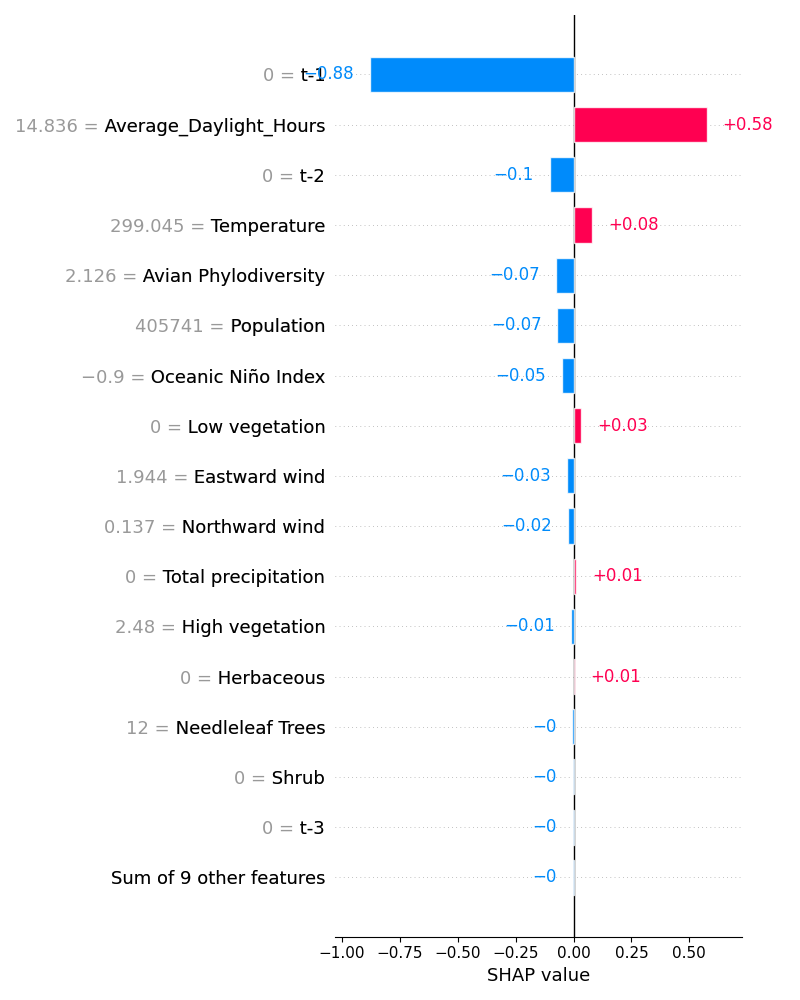 0 = t-1 −0.88
14.836 = Average_Daylight_Hours +0.58
0 = t-2 −0.1
299.045 = Temperature +0.08
2.126 = Avian Phylodiversity −0.07
405741 = Population −0.07
−0.9 = Oceanic Niño Index −0.05
0 = Low vegetation +0.03
1.944 = Eastward wind −0.03
0.137 = Northward wind −0.02
0 = Total precipitation +0.01
2.48 = High vegetation −0.01
0 = Herbaceous +0.01
12 = Needleleaf Trees −0
0 = Shrub −0
0 = t-3 −0
Sum of 9 other features −0
−1.00 −0.75 −0.50 −0.25 0.00 0.25 0.50
SHAP value